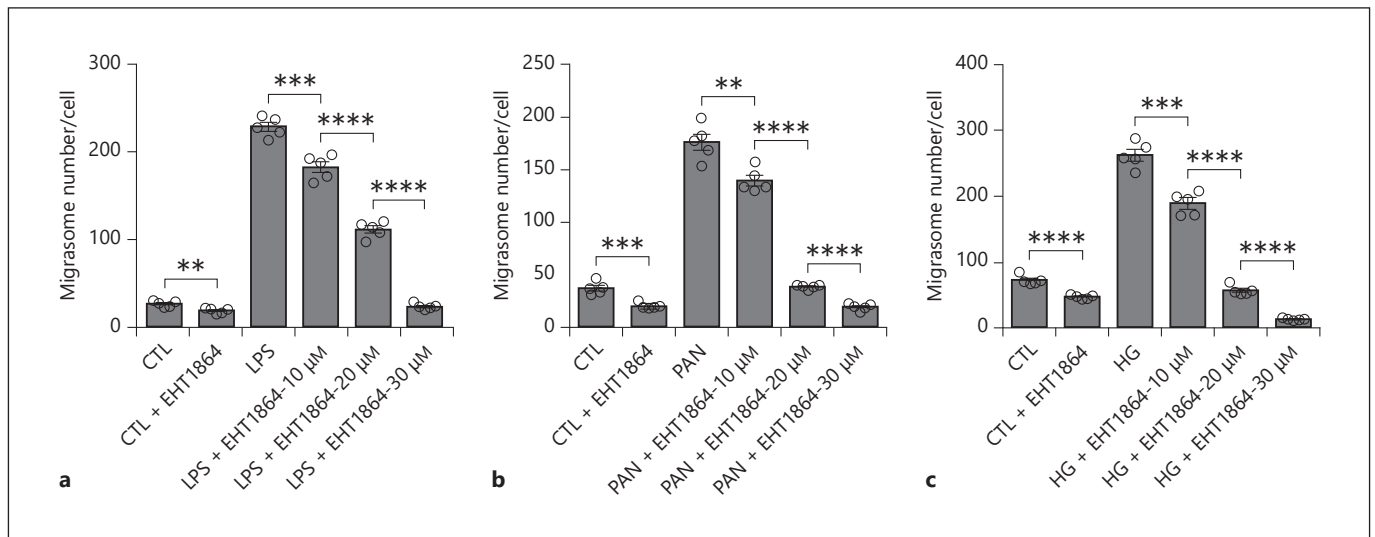 Migrasome number/cell
300
200
100
0
**
***
****
****
CTL
CTL + EHT1864
LPS
LPS + EHT1864-10 μM
LPS + EHT1864-20 μM
LPS + EHT1864-30 μM
a
Migrasome number/cell
250
200
150
100
50
0
***
**
****
****
CTL
CTL + EHT1864
PAN
PAN + EHT1864-10 μM
PAN + EHT1864-20 μM
PAN + EHT1864-30 μM
b
Migrasome number/cell
400
300
200
100
0
****
***
****
****
CTL
CTL + EHT1864
HG
HG + EHT1864-10 μM
HG + EHT1864-20 μM
HG + EHT1864-30 μM
c